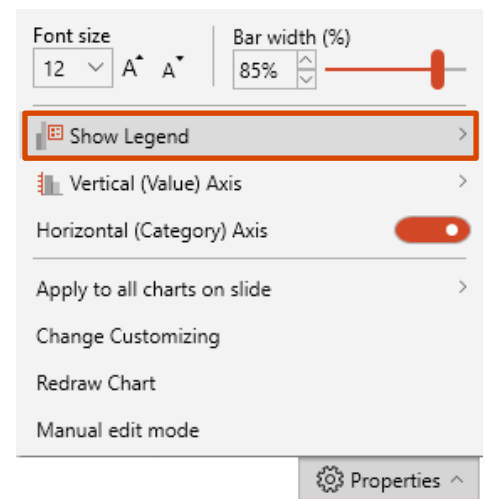 Font size
Bar width (%)
12
A A
85%
Show Legend
Vertical (Value) Axis
Horizontal (Category) Axis
Apply to all charts on slide
Change Customizing
Redraw Chart
Manual edit mode
Properties